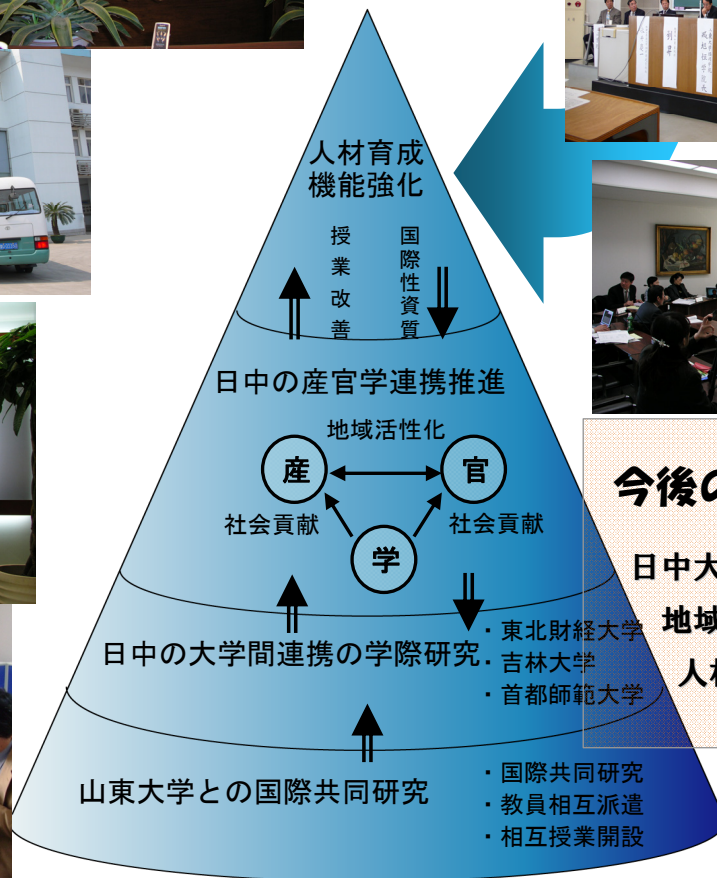 人材育成
機能強化
授業改善
国際性資質
日中の産官学連携推進
地域活性化
産
官
社会貢献
社会貢献
学
日中の大学間連携の学際研究
・東北財経大学
・吉林大学
・首都師範大学
山東大学との国際共同研究
・国際共同研究
・教員相互派遣
・相互授業開設
今後の
日中大
地域
人材